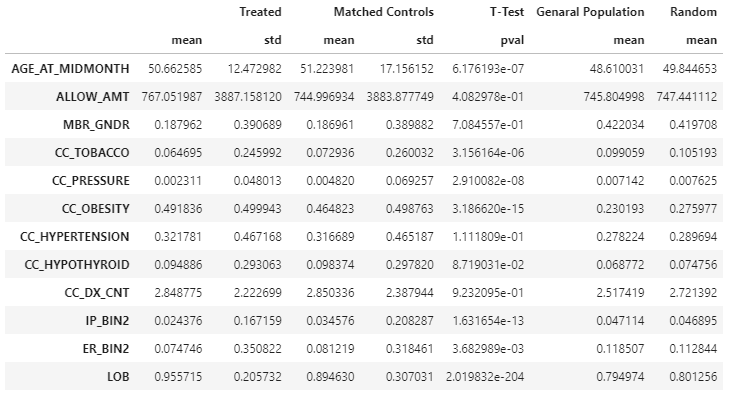 Treated Matched Controls T-Test Genaral Population Random
mean std mean std pval mean mean
AGE_AT_MIDMONTH 50.662585 12.472982 51.223981 17.156152 6.176193e-07 48.610031 49.844653
ALLOW_AMT 767.051987 3887.158120 744.996934 3883.877749 4.082978e-01 745.804998 747.441112
MBR_GNDR 0.187962 0.390689 0.186961 0.389882 7.084557e-01 0.422034 0.419708
CC_TOBACCO 0.064695 0.245992 0.072936 0.260032 3.156164e-06 0.099059 0.105193
CC_PRESSURE 0.002311 0.048013 0.004820 0.069257 2.910082e-08 0.007142 0.007625
CC_OBESITY 0.491836 0.499943 0.464823 0.498763 3.186620e-15 0.230193 0.275977
CC_HYPERTENSION 0.321781 0.467168 0.316689 0.465187 1.111809e-01 0.278224 0.289694
CC_HYPOTHYROID 0.094886 0.293063 0.098374 0.297820 8.719031e-02 0.068772 0.074756
CC_DX_CNT 2.848775 2.222699 2.850336 2.387944 9.232095e-01 2.517419 2.721392
IP_BIN2 0.024376 0.167159 0.034576 0.208287 1.631654e-13 0.047114 0.046895
ER_BIN2 0.074746 0.350822 0.081219 0.318461 3.682989e-03 0.118507 0.112844
LOB 0.955715 0.205732 0.894630 0.307031 2.019832e-204 0.794974 0.801256